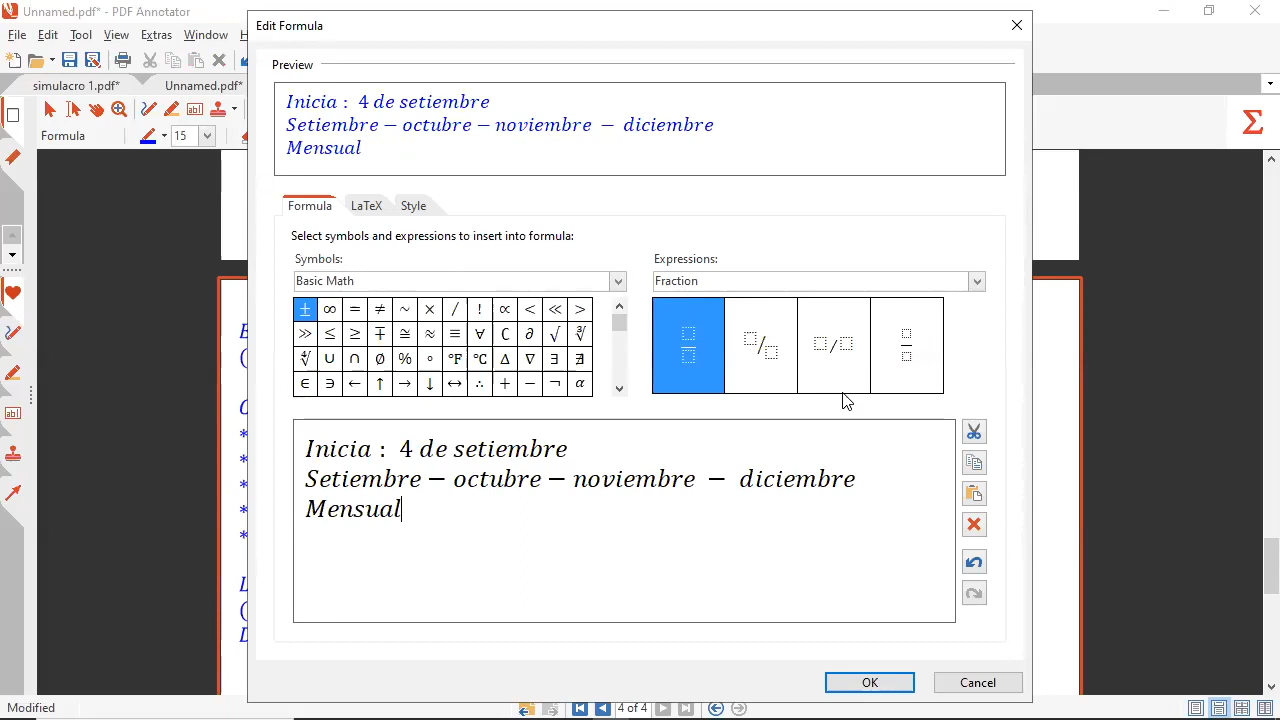 Unnamed.pdf* - PDF Annotator
File Edit Tool View Extras Window H
simulacro 1.pdf* Unnamed.pdf*
Formula 15
Edit Formula
Preview
Inicia : 4 de setiembre
Setiembre − octubre − noviembre − diciembre
Mensual
Formula LaTeX Style
Select symbols and expressions to insert into formula:
Symbols: Expressions:
Basic Math Fraction
± ∞ = ≠ ~ × / ! ∝ < ≪ >
≫ ≤ ≥ ∓ ≅ ≈ ≡ ∀ ∁ ∂ √ ∛
∜ ∪ ∩ ∅ % ° ℉ ℃ ∆ ∇ ∃ ∄
∈ ∋ ← ↑ → ↓ ↔ ∴ + − ¬ α
Inicia : 4 de setiembre
Setiembre − octubre − noviembre − diciembre
Mensual
OK Cancel
Modified 4 of 4